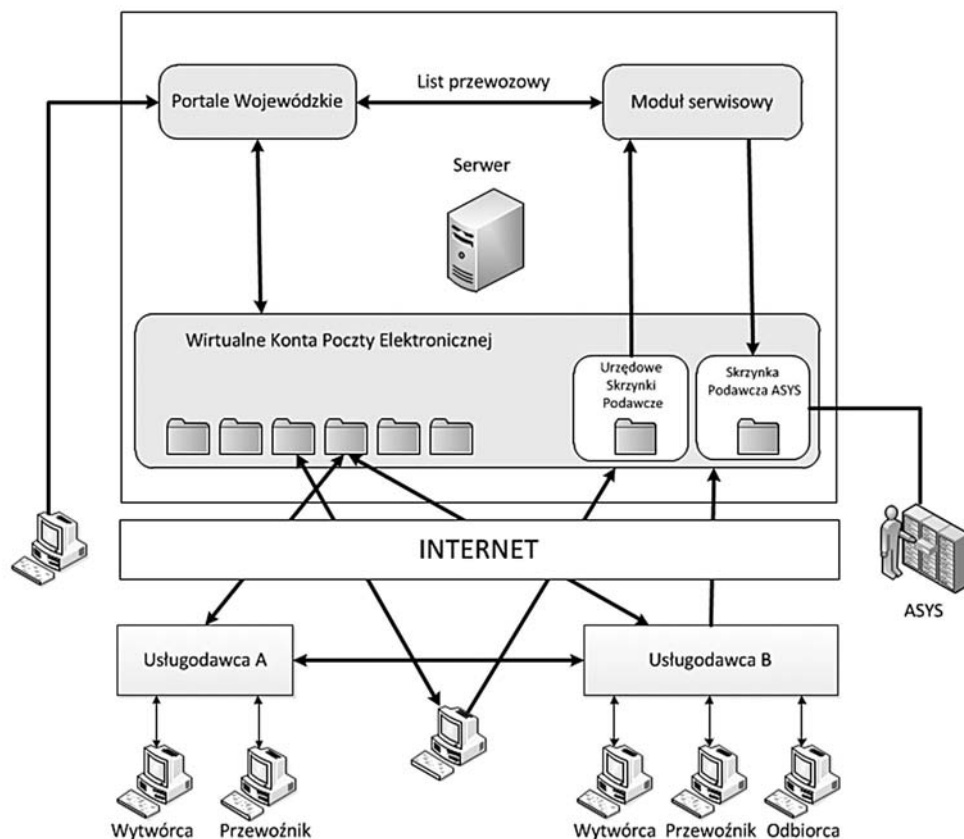 List przewozowy
Portale Wojewódzkie
Moduł serwisowy
Serwer
Wirtualne Konta Poczty Elektronicznej
Urzędowe
Skrzynki
Podawcze
Skrzynka
Podawcza ASYS
INTERNET
ASYS
Usługodawca A
Usługodawca B
Wytwórca
Przewoźnik
Wytwórca
Przewoźnik
Odbiorca